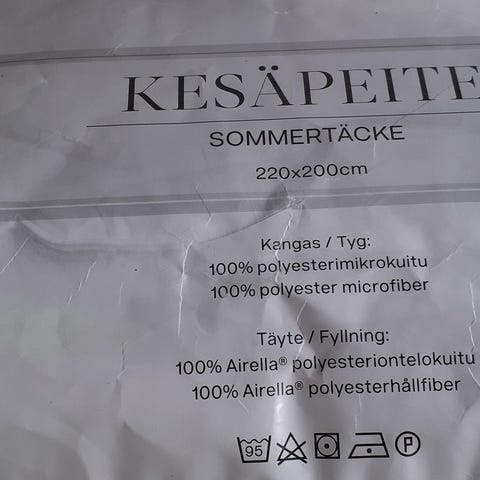 KESÄPEITE
SOMMERTÄCKE
220x200cm
Kangas / Tyg:
100% polyesterimikrokuitu
100% polyester microfiber
Täyte / Fyllning:
100% Airella® polyesteriontelokuitu
100% Airella® polyesterhållfiber
95 P